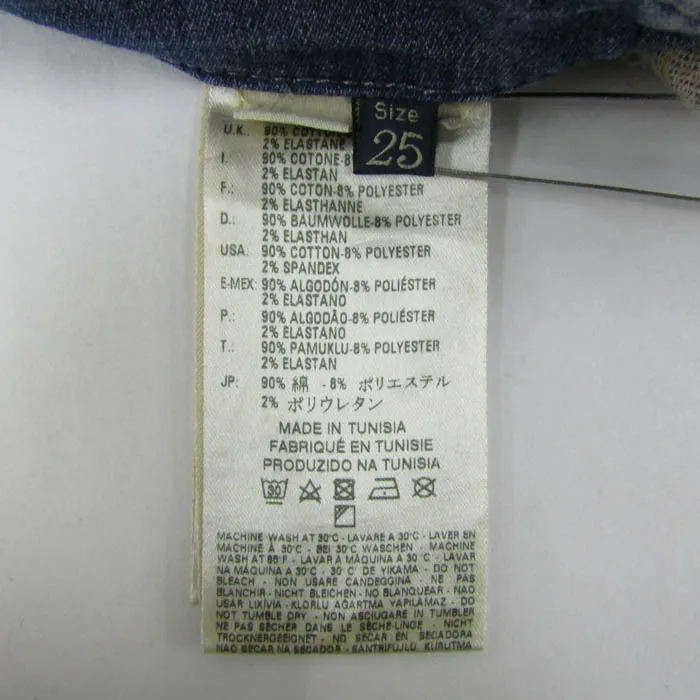 Size
25
U.K.: 90% COTTON
2% ELASTANE
I.: 90% COTONE-8%
2% ELASTAN
F.: 90% COTON-8% POLYESTER
2% ELASTHANNE
D.: 90% BAUMWOLLE-8% POLYESTER
2% ELASTHAN
USA: 90% COTTON-8% POLYESTER
2% SPANDEX
E-MEX: 90% ALGODÓN-8% POLIÉSTER
2% ELASTANO
P.: 90% ALGODÃO-8% POLIÉSTER
2% ELASTANO
T.: 90% PAMUKLU-8% POLYESTER
2% ELASTAN
JP: 90% 綿 -8% ポリエステル
2% ポリウレタン
MADE IN TUNISIA
FABRIQUÉ EN TUNISIE
PRODUZIDO NA TUNISIA
30
MACHINE WASH AT 30°C - LAVARE A 30°C - LAVER EN
MACHINE À 30°C - BEI 30°C WASCHEN - MACHINE
WASH AT 85°F - LAVAR A MÁQUINA A 30°C - LAVAR
NA MÁQUINA A 30°C - 30°C DE YIKAMA - DO NOT
BLEACH - NON USARE CANDEGGINA - NE PAS
BLANCHIR - NICHT BLEICHEN - NO BLANQUEAR - NÃO
USAR LIXÍVIA - KLORLU AĞARTMA YAPILAMAZ - DO
NOT TUMBLE DRY - NON ASCIUGARE IN TUMBLER
NE PAS SÉCHER DANS LE SÈCHE-LINGE - NICHT
TROCKNERGEEIGNET - NO SECAR EN SECADORA
NÃO SECAR NA SECADORA - SANTRIFUJLU KURUTMA